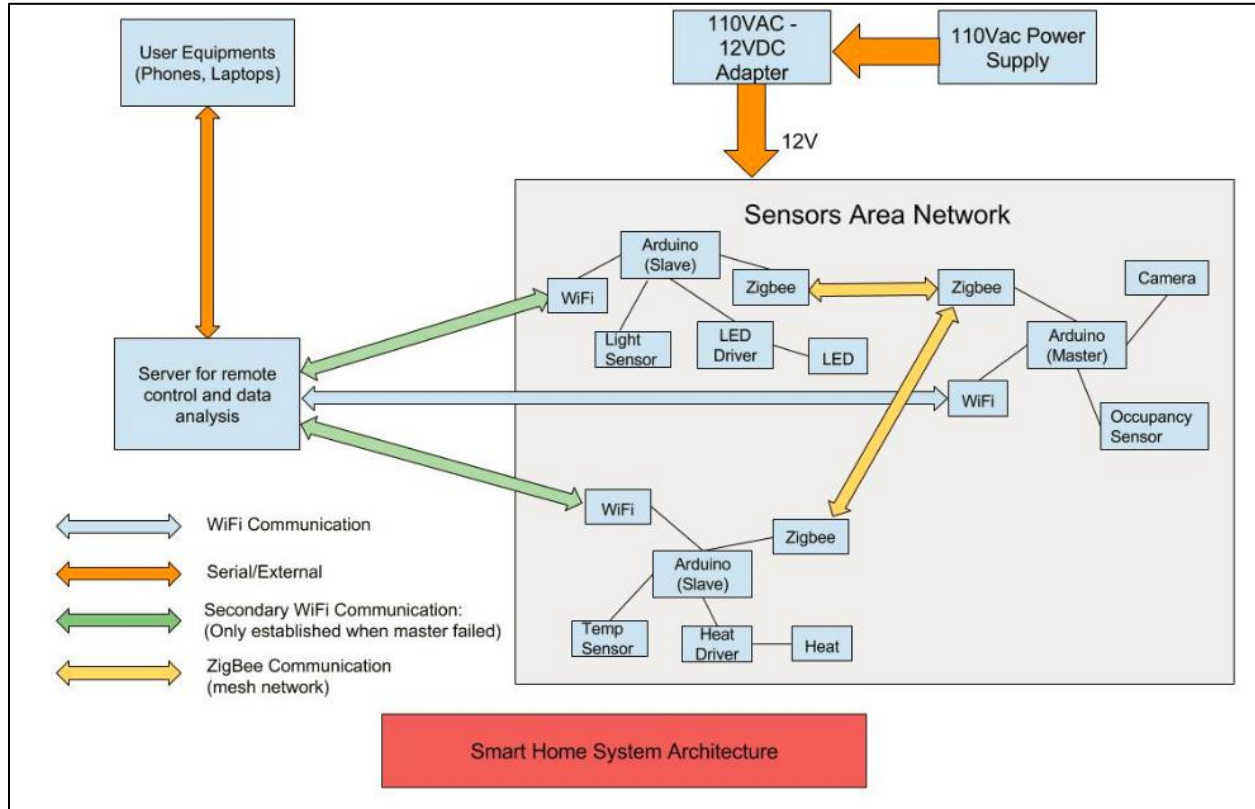 User Equipments
(Phones, Laptops)
110VAC -
12VDC
Adapter
110Vac Power
Supply
12V
Sensors Area Network
Arduino
(Slave)
WiFi
Zigbee
Light
Sensor
LED
Driver
LED
Zigbee
Camera
Arduino
(Master)
WiFi
Occupancy
Sensor
Server for remote
control and data
analysis
WiFi
Zigbee
Arduino
(Slave)
Temp
Sensor
Heat
Driver
Heat
WiFi Communication
Serial/External
Secondary WiFi Communication:
(Only established when master failed)
ZigBee Communication
(mesh network)
Smart Home System Architecture